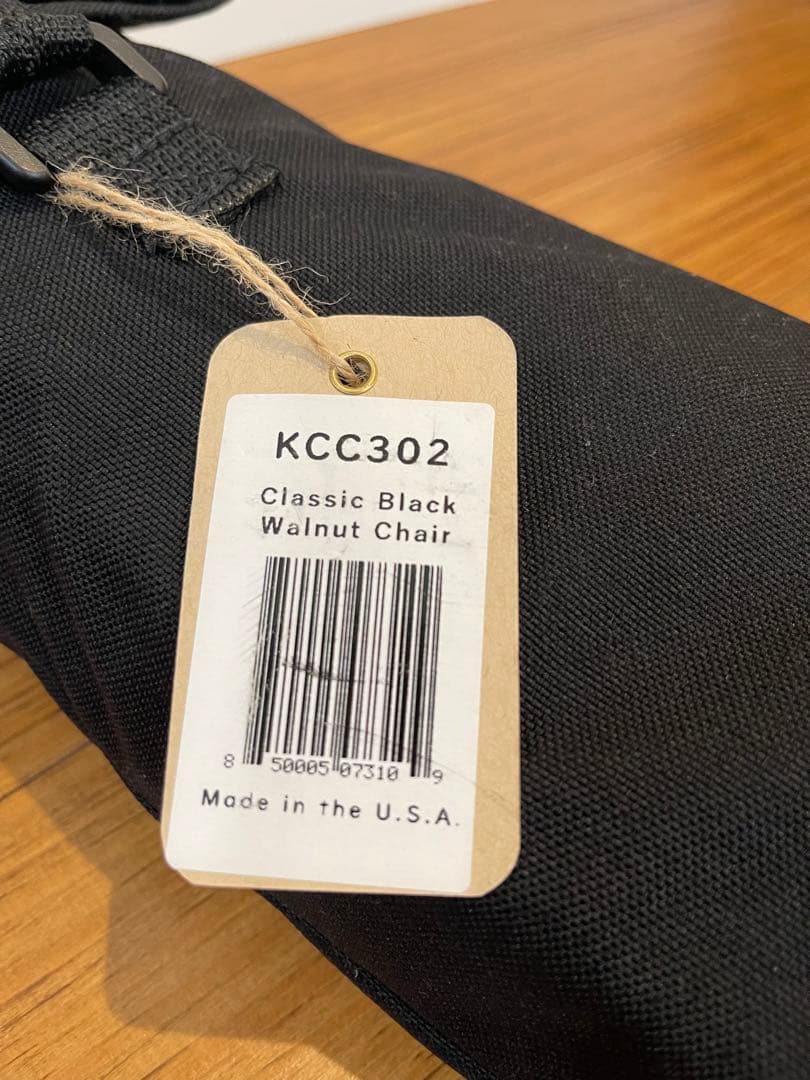 KCC302
Classic Black
Walnut Chair
8 50005 07310 9
Made in the U.S.A.